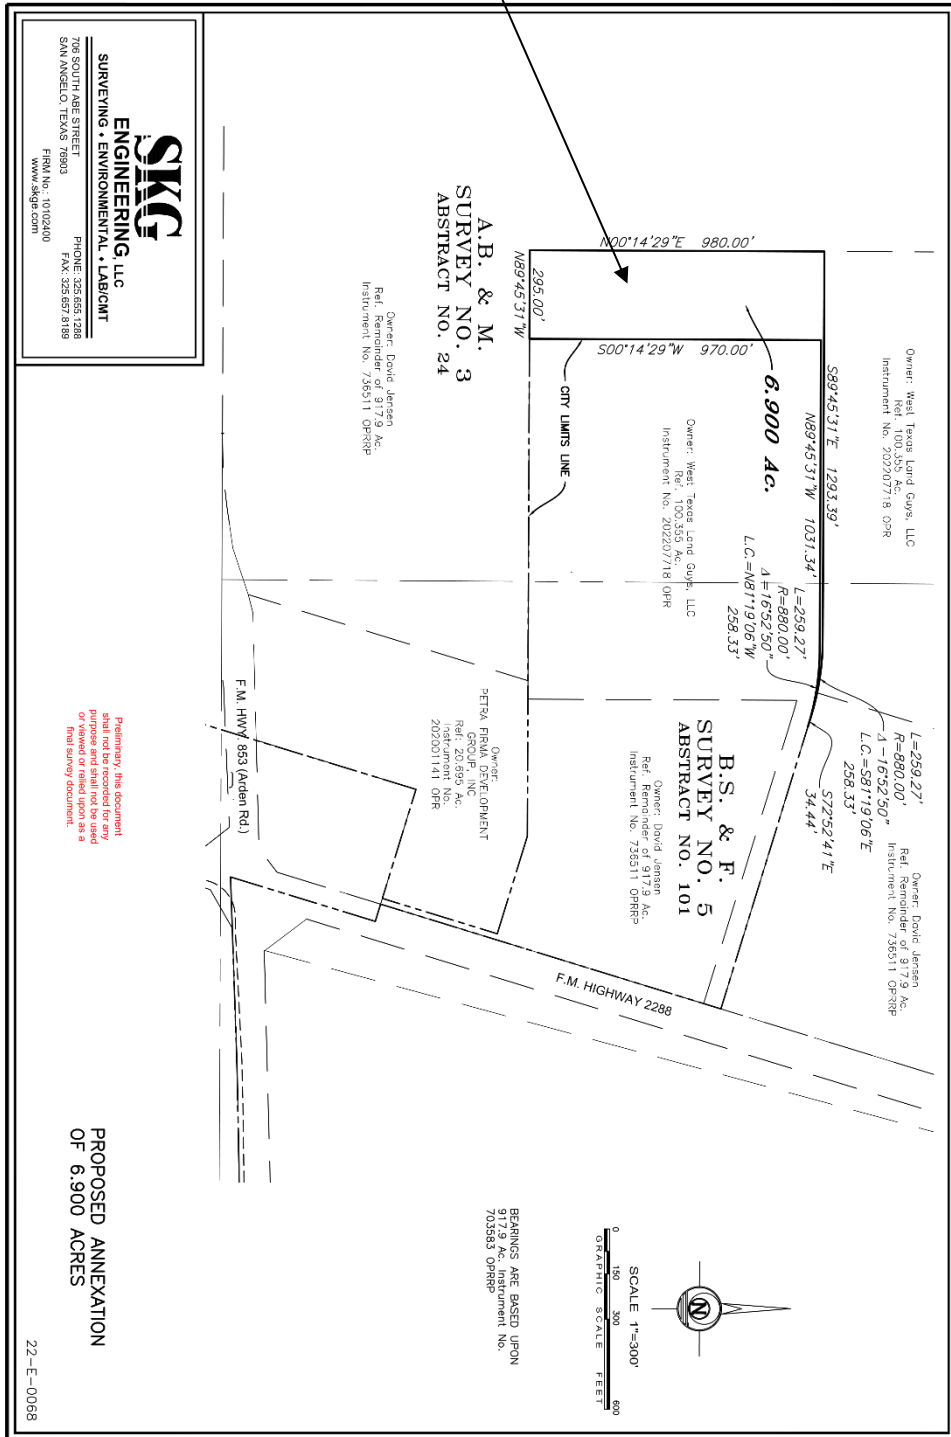 Owner: West Texas Land Guys, LLC
Ref. 100.355 Ac.
Instrument No. 202207718 OPR
S89°45'31"E 1293.39'
N89°45'31"W 1031.34'
L=259.27'
R=880.00'
Δ=16°52'50"
L.C.=N81°19'06"W
258.33'
L=259.27'
R=880.00'
Δ=16°52'50"
L.C.=S81°19'06"E
258.33'
S72°52'41"E
34.44'
Owner: David Jensen
Ref. Remainder of 917.9 Ac.
Instrument No. 736511 OPRRP
N00°14'29"E 980.00'
6.900 Ac.
S00°14'29"W 970.00'
295.00'
N89°45'31"W
Owner: West Texas Land Guys, LLC
Ref. 100.355 Ac.
Instrument No. 202207718 OPR
CITY LIMITS LINE
B.S. & F.
SURVEY NO. 5
ABSTRACT NO. 101
Owner: David Jensen
Ref. Remainder of 917.9 Ac.
Instrument No. 736511 OPRRP
A.B. & M.
SURVEY NO. 3
ABSTRACT NO. 24
Owner: David Jensen
Ref. Remainder of 917.9 Ac.
Instrument No. 736511 OPRRP
Owner:
PETRA FIRMA DEVELOPMENT
GROUP, INC
Ref: 20.695 Ac.
Instrument No.
202001141 OPR
F.M. HIGHWAY 2288
F.M. HWY. 853 (Arden Rd.)
N
SCALE 1"=300'
0 150 300 600
GRAPHIC SCALE FEET
BEARINGS ARE BASED UPON
917.9 Ac. Instrument No.
703583 OPRRP
SKG
ENGINEERING, LLC
SURVEYING • ENVIRONMENTAL • LAB/CMT
706 SOUTH ABE STREET PHONE: 325.655.1288
SAN ANGELO, TEXAS 76903 FAX: 325.657.8189
FIRM No.: 10102400
www.skge.com
Preliminary, this document
shall not be recorded for any
purpose and shall not be used
or viewed or relied upon as a
final survey document.
PROPOSED ANNEXATION
OF 6.900 ACRES
22-E-0068